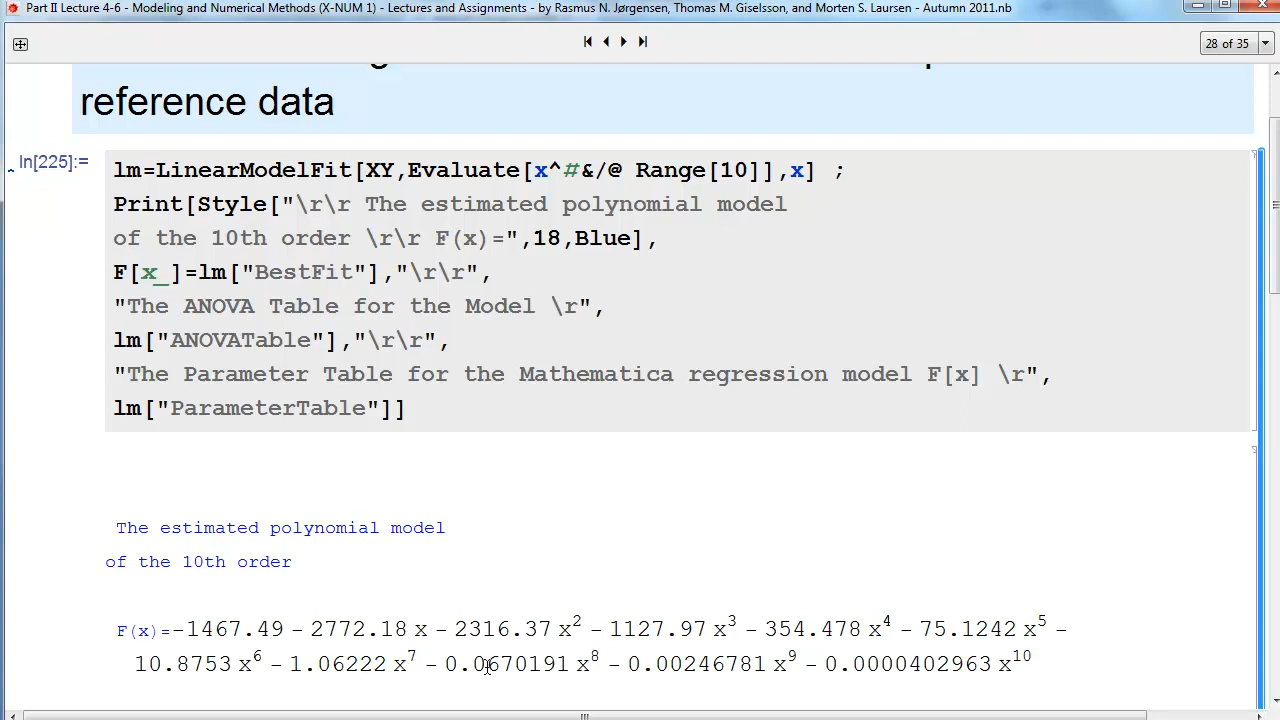 Part II Lecture 4-6 - Modeling and Numerical Methods (X-NUM 1) - Lectures and Assignments - by Rasmus N. Jørgensen, Thomas M. Giselsson, and Morten S. Laursen - Autumn 2011.nb
28 of 35
reference data
In[225]:=
lm=LinearModelFit[XY,Evaluate[x^#&/@ Range[10]],x] ;
Print[Style["\r\r The estimated polynomial model
of the 10th order \r\r F(x)=",18,Blue],
F[x_]=lm["BestFit"],"\r\r",
"The ANOVA Table for the Model \r",
lm["ANOVATable"],"\r\r",
"The Parameter Table for the Mathematica regression model F[x] \r",
lm["ParameterTable"]]
The estimated polynomial model
of the 10th order
F(x)=-1467.49 - 2772.18 x - 2316.37 x² - 1127.97 x³ - 354.478 x⁴ - 75.1242 x⁵ -
10.8753 x⁶ - 1.06222 x⁷ - 0.0670191 x⁸ - 0.00246781 x⁹ - 0.0000402963 x¹⁰